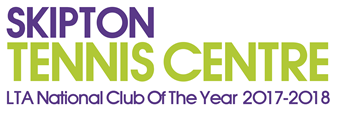 SKIPTON
TENNIS CENTRE
LTA National Club Of The Year 2017-2018